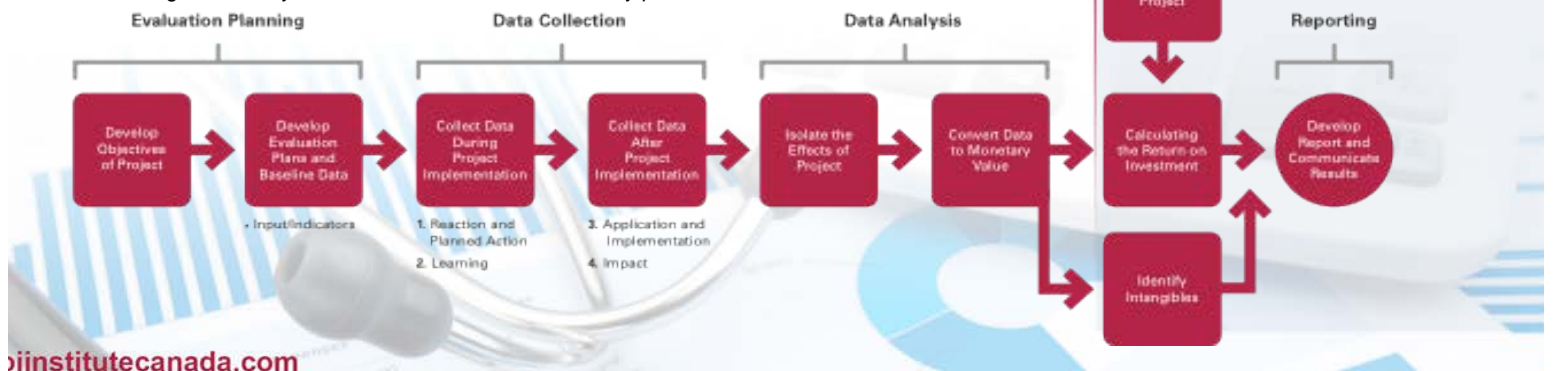 Project
Evaluation Planning
Data Collection
Data Analysis
Reporting
Develop
Objectives
of Project
Develop
Evaluation
Plans and
Baseline Data
Collect Data
During
Project
Implementation
Collect Data
After
Project
Implementation
Isolate the
Effects of
Project
Convert Data
to Monetary
Value
Calculating
the Return on
Investment
Develop
Report and
Communicate
Results
• Input/Indicators
1. Reaction and
Planned Action
2. Learning
3. Application and
Implementation
4. Impact
Identify
Intangibles
oiinstitutecanada.com